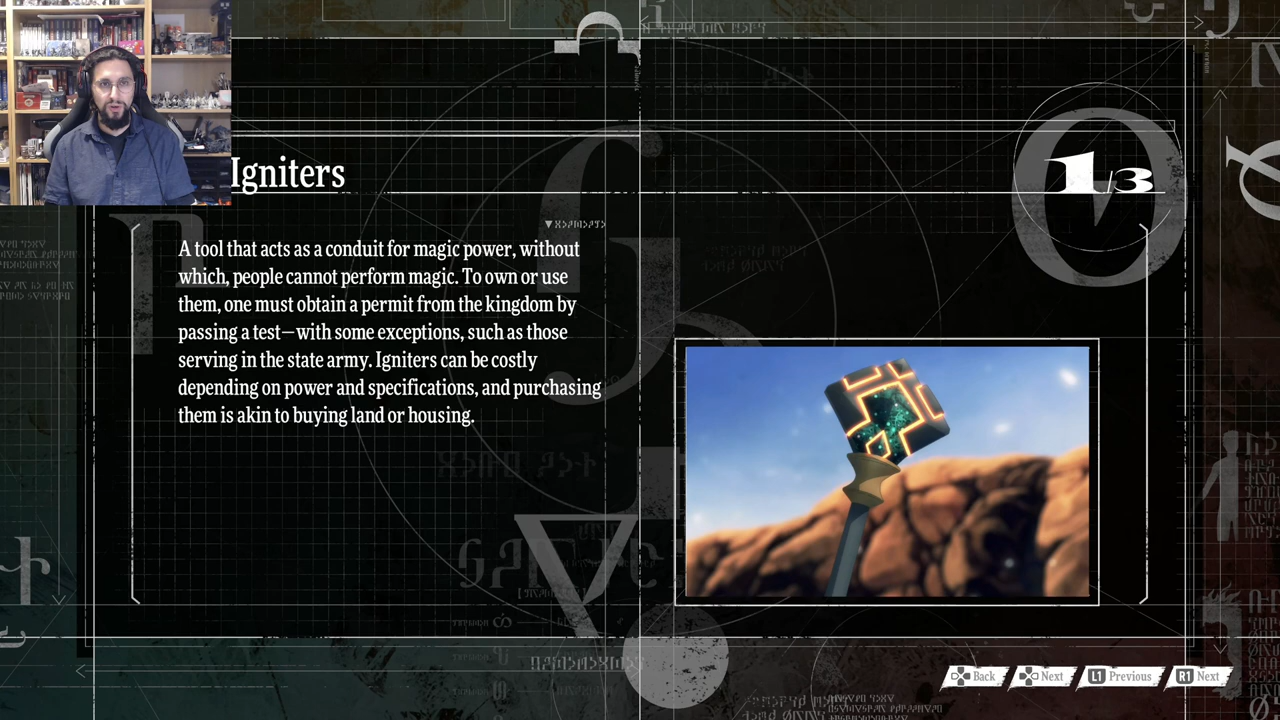 Igniters
1/3
A tool that acts as a conduit for magic power, without
which, people cannot perform magic. To own or use
them, one must obtain a permit from the kingdom by
passing a test—with some exceptions, such as those
serving in the state army. Igniters can be costly
depending on power and specifications, and purchasing
them is akin to buying land or housing.
Back
Next
L1 Previous
R1 Next